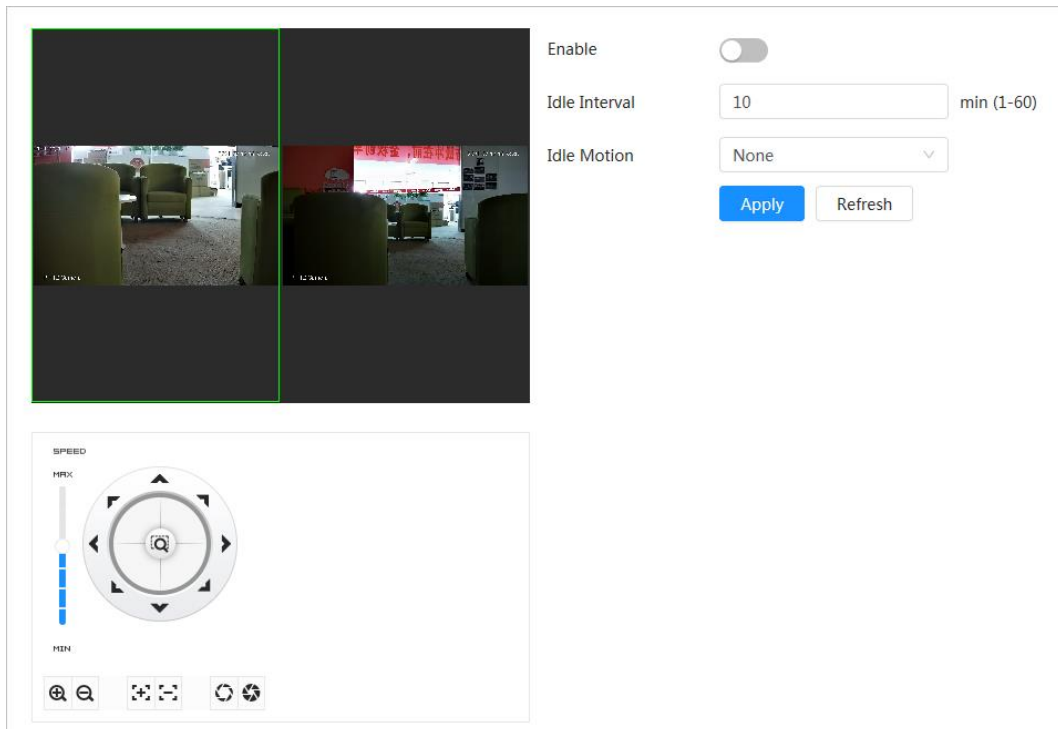 Enable
Idle Interval 10 min (1-60)
Idle Motion None
Apply Refresh
SPEED
MAX
MIN